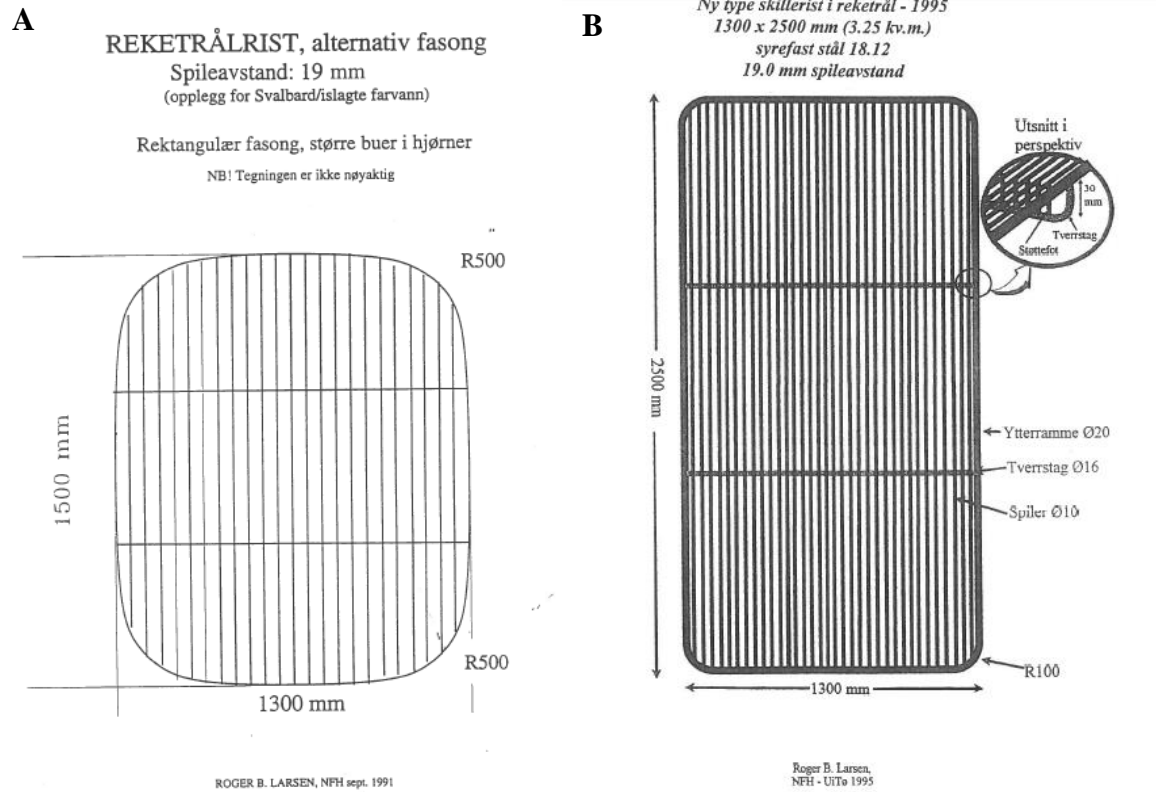 A
REKETRÅLRIST, alternativ fasong
Spileavstand: 19 mm
(opplegg for Svalbard/islagte farvann)
Rektangulær fasong, større buer i hjørner
NB! Tegningen er ikke nøyaktig
R500
1500 mm
R500
1300 mm
ROGER B. LARSEN, NFH sept. 1991
B
Ny type skillerist i reketrål - 1995
1300 x 2500 mm (3.25 kv.m.)
syrefast stål 18.12
19.0 mm spileavstand
Utsnitt i
perspektiv
30
mm
Tverrstag
Støttefot
2500 mm
Ytterramme Ø20
Tverrstag Ø16
Spiler Ø10
R100
1300 mm
Roger B. Larsen,
NFH - UiTø 1995